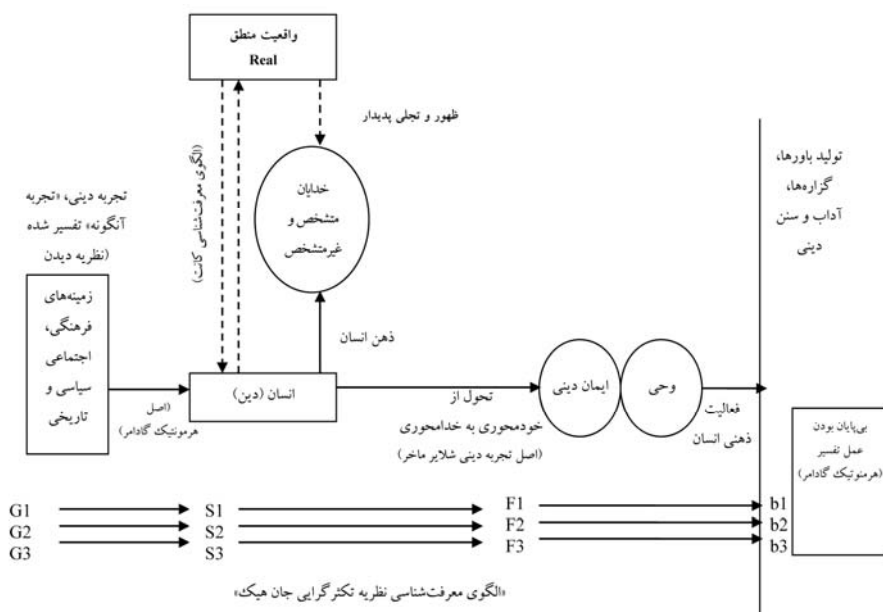 واقعیت منطق
Real
ظهور و تجلی پدیدار
(الگوی معرفت‌شناسی کانت)
خدایان
متشخص و
غیرمتشخص
تولید باورها،
گزاره‌ها،
آداب و سنن
دینی
تجربه دینی، «تجربه
آنگونه» تفسیر شده
(نظریه دیدن
زمینه‌های
فرهنگی،
اجتماعی
سیاسی و
تاریخی
(اصل
هرمونتیک گادامر)
انسان (دین)
ذهن انسان
تحول از
خودمحوری به خدامحوری
(اصل تجربه دینی شلایر ماخر)
ایمان دینی
وحی
فعالیت
ذهنی انسان
بی‌پایان بودن
عمل تفسیر
(هرمنوتیک گادامر)
G1 S1 F1 b1
G2 S2 F2 b2
G3 S3 F3 b3
«الگوی معرفت‌شناسی نظریه تکثرگرایی جان هیک»